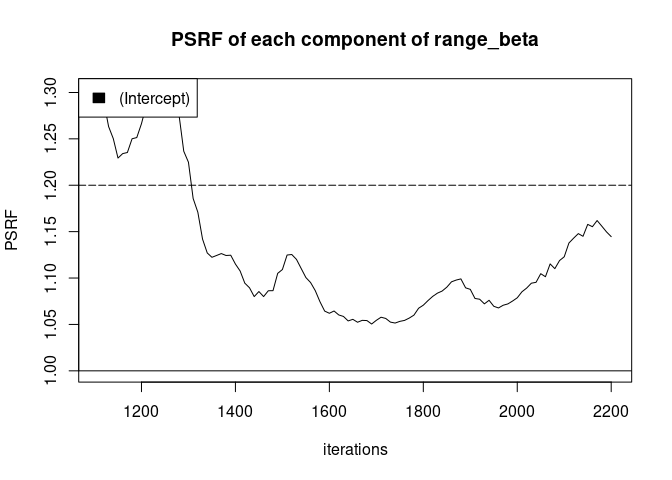 PSRF of each component of range_beta
(Intercept)
PSRF
1.30
1.25
1.20
1.15
1.10
1.05
1.00
1200 1400 1600 1800 2000 2200
iterations